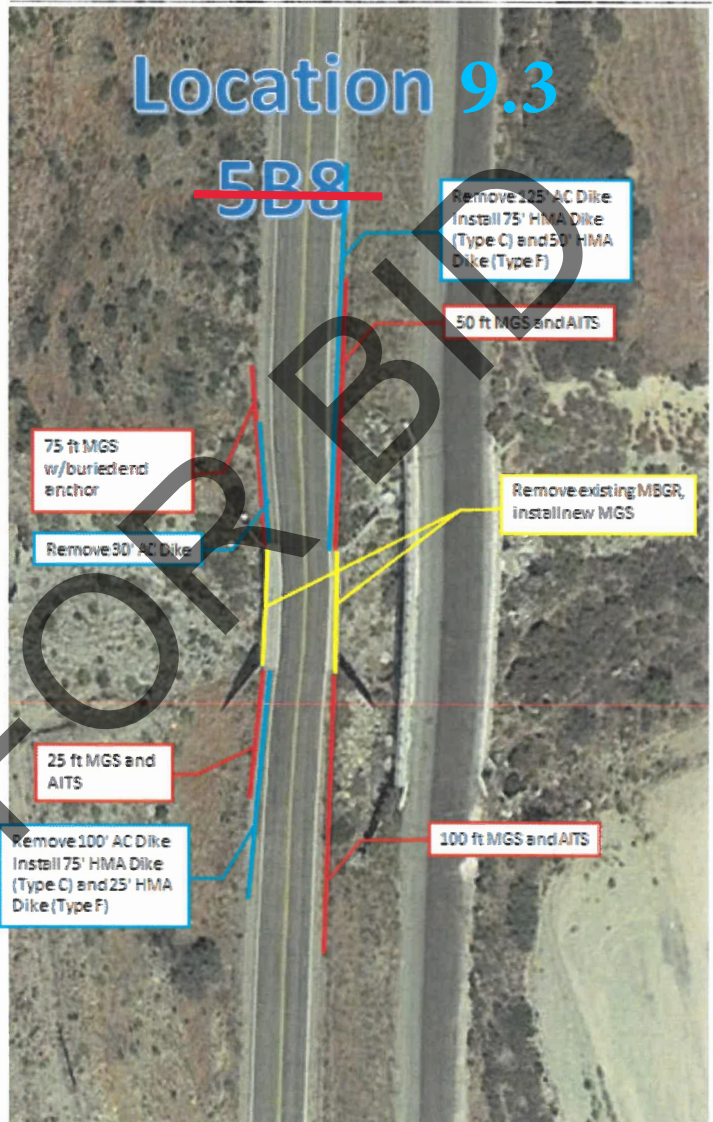 Location 9.3
5B8
Remove 125' AC Dike
Install 75' HMA Dike
(Type C) and 50' HMA
Dike (Type F)
50 ft MGS and AITS
75 ft MGS
w/buried end
anchor
Remove existing MBGR,
install new MGS
Remove 30' AC Dike
25 ft MGS and
AITS
Remove 100' AC Dike
Install 75' HMA Dike
(Type C) and 25' HMA
Dike (Type F)
100 ft MGS and AITS
FOR BID